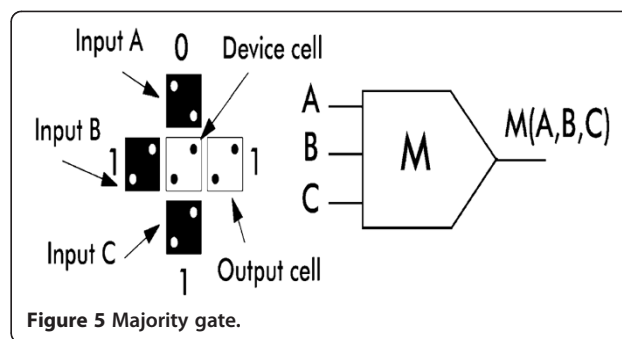 Input A
0
Device cell
Input B
1
1
Input C
1
Output cell
A
B
C
M
M(A,B,C)
Figure 5 Majority gate.